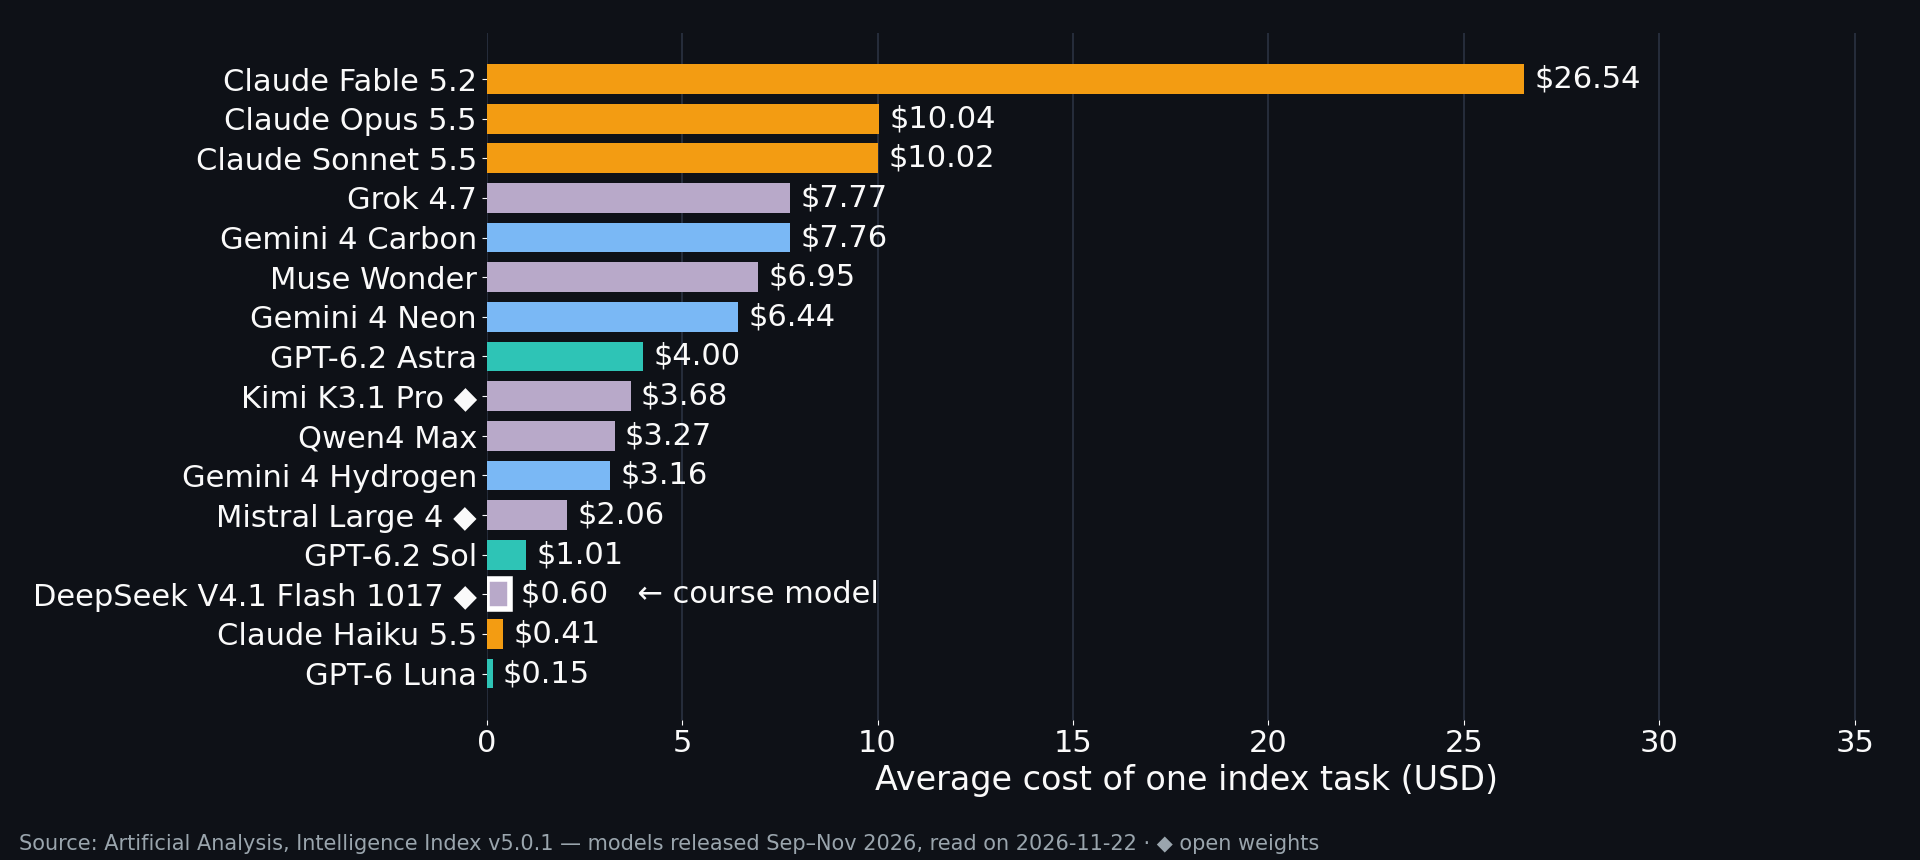 Claude Fable 5.2 $26.54
Claude Opus 5.5 $10.04
Claude Sonnet 5.5 $10.02
Grok 4.7 $7.77
Gemini 4 Carbon $7.76
Muse Wonder $6.95
Gemini 4 Neon $6.44
GPT-6.2 Astra $4.00
Kimi K3.1 Pro ◆ $3.68
Qwen4 Max $3.27
Gemini 4 Hydrogen $3.16
Mistral Large 4 ◆ $2.06
GPT-6.2 Sol $1.01
DeepSeek V4.1 Flash 1017 ◆ $0.60 ← course model
Claude Haiku 5.5 $0.41
GPT-6 Luna $0.15
0 5 10 15 20 25 30 35
Average cost of one index task (USD)
Source: Artificial Analysis, Intelligence Index v5.0.1 — models released Sep–Nov 2026, read on 2026-11-22 · ◆ open weights